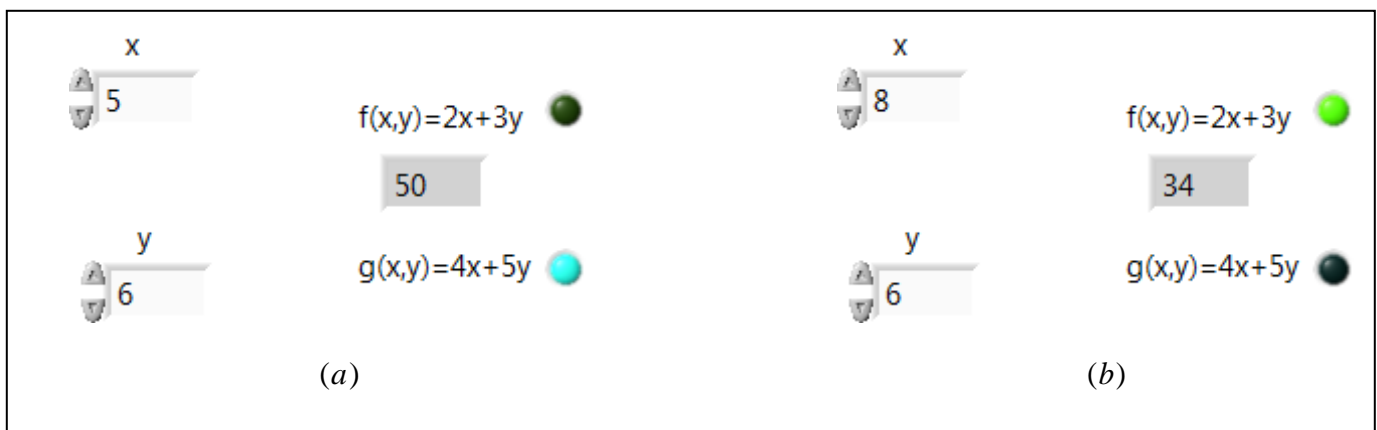 x
5
f(x,y)=2x+3y
50
y
6
g(x,y)=4x+5y
(a)
x
8
f(x,y)=2x+3y
34
y
6
g(x,y)=4x+5y
(b)